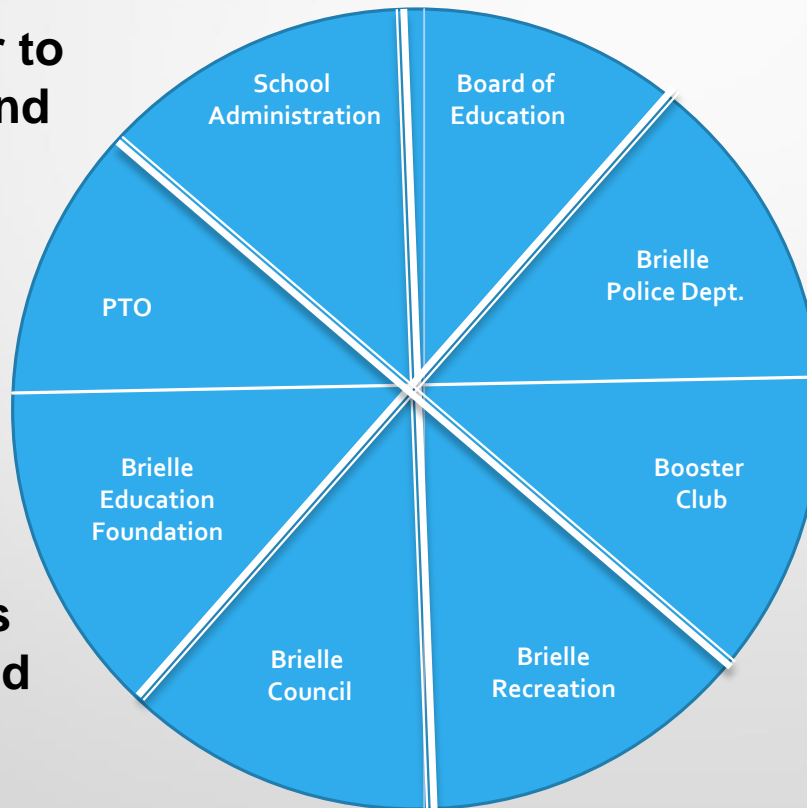 r to
nd
s
d
School
Administration
Board of
Education
Brielle
Police Dept.
Booster
Club
Brielle
Recreation
Brielle
Council
Brielle
Education
Foundation
PTO